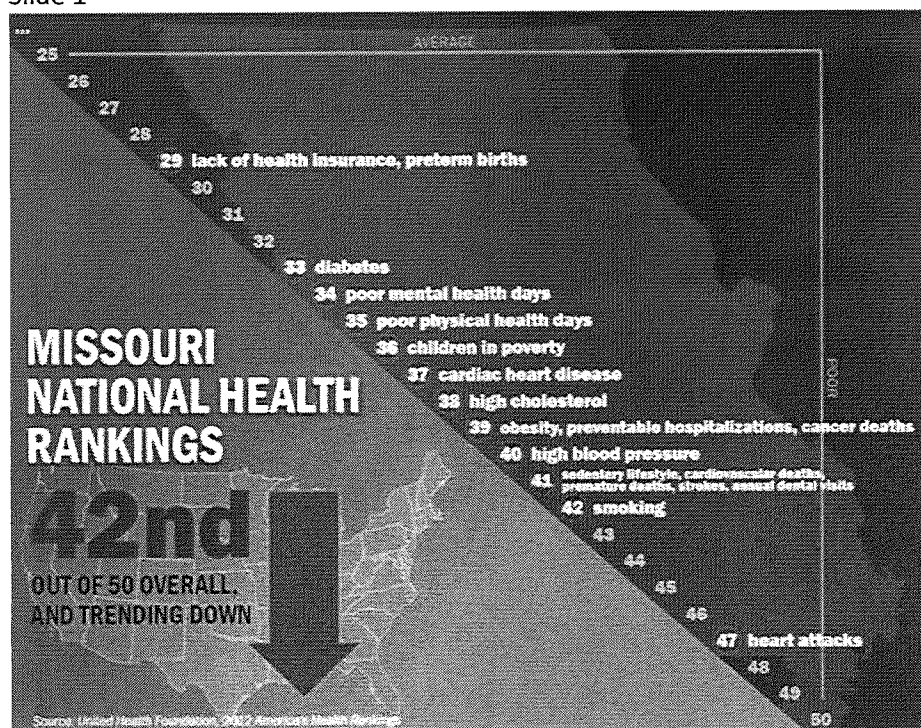 Slide 1
AVERAGE
25
26
27
28
29 lack of health insurance, preterm births
30
31
32
33 diabetes
34 poor mental health days
35 poor physical health days
36 children in poverty
37 cardiac heart disease
38 high cholesterol
POOR
39 obesity, preventable hospitalizations, cancer deaths
40 high blood pressure
41 sedentary lifestyle, cardiovascular deaths,
premature deaths, strokes, annual dental visits
42 smoking
43
44
45
46
47 heart attacks
48
49
50
MISSOURI
NATIONAL HEALTH
RANKINGS
42nd
OUT OF 50 OVERALL,
AND TRENDING DOWN
Source: United Health Foundation, 2012 America's Health Rankings